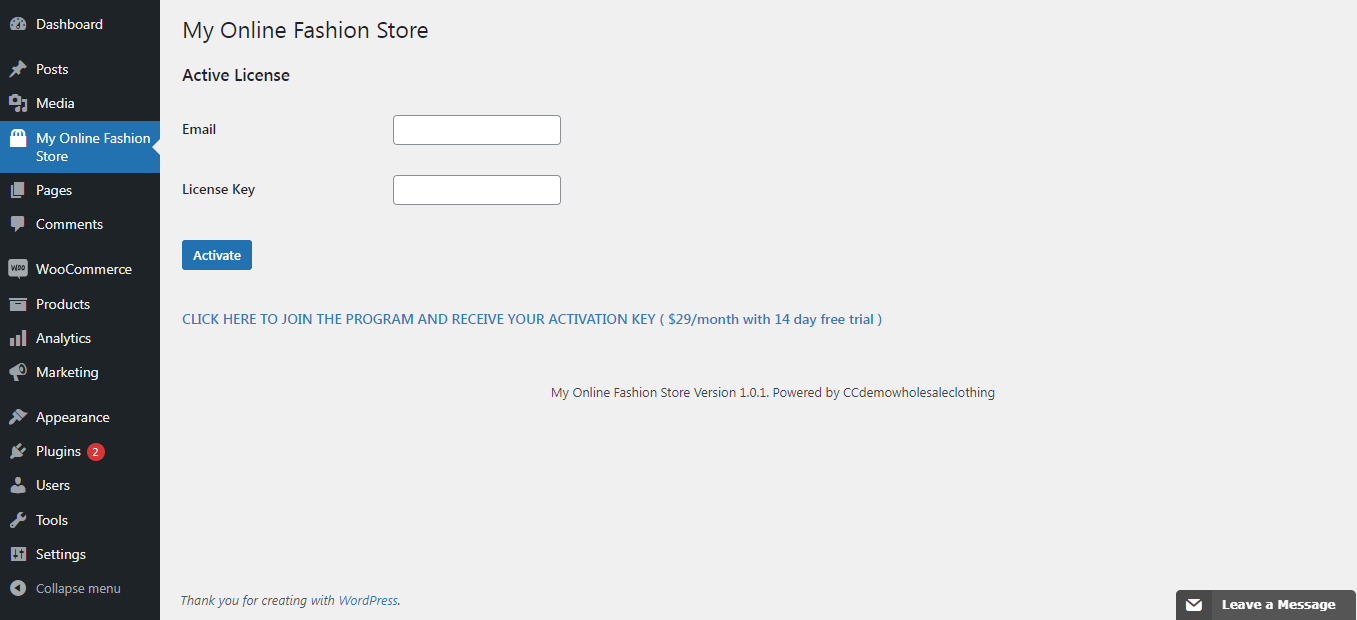 Dashboard
Posts
Media
My Online Fashion
Store
Pages
Comments
WOO
WooCommerce
Products
Analytics
Marketing
Appearance
Plugins 2
Users
Tools
Settings
Collapse menu
My Online Fashion Store
Active License
Email
License Key
Activate
CLICK HERE TO JOIN THE PROGRAM AND RECEIVE YOUR ACTIVATION KEY ( $29/month with 14 day free trial )
My Online Fashion Store Version 1.0.1. Powered by CCdemowholesaleclothing
Thank you for creating with WordPress.
Leave a Message